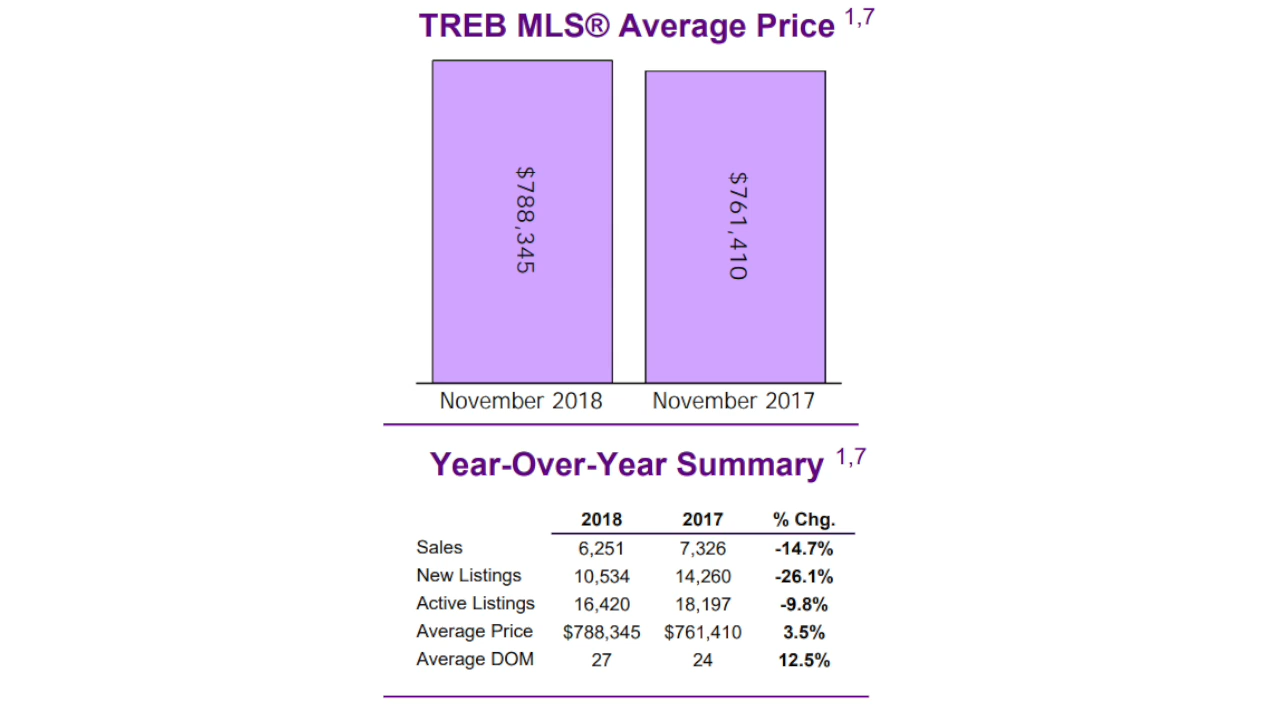 TREB MLS® Average Price 1,7
$788,345
$761,410
November 2018 November 2017
Year-Over-Year Summary 1,7
2018 2017 % Chg.
Sales 6,251 7,326 -14.7%
New Listings 10,534 14,260 -26.1%
Active Listings 16,420 18,197 -9.8%
Average Price $788,345 $761,410 3.5%
Average DOM 27 24 12.5%